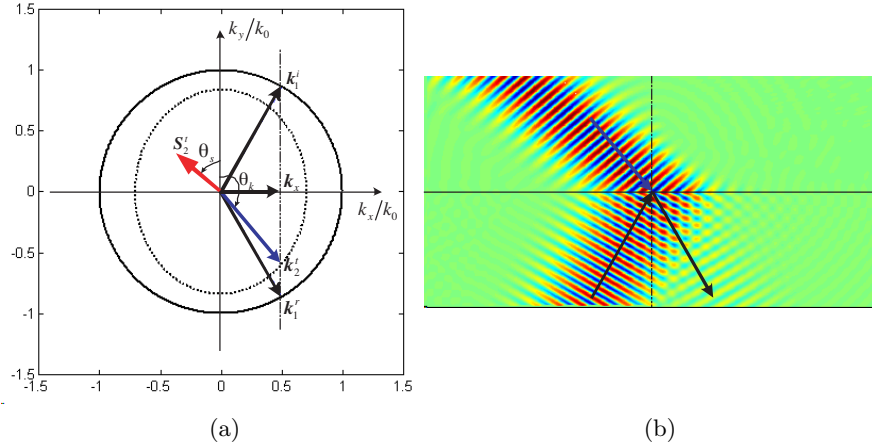 1.5
k_y/k_0
1
k_1^i
0.5
S_2^t
θ_s
θ_k
k_x
0
k_x/k_0
-0.5
k_2^t
-1
k_1^r
-1.5
-1.5 -1 -0.5 0 0.5 1 1.5
(a) (b)